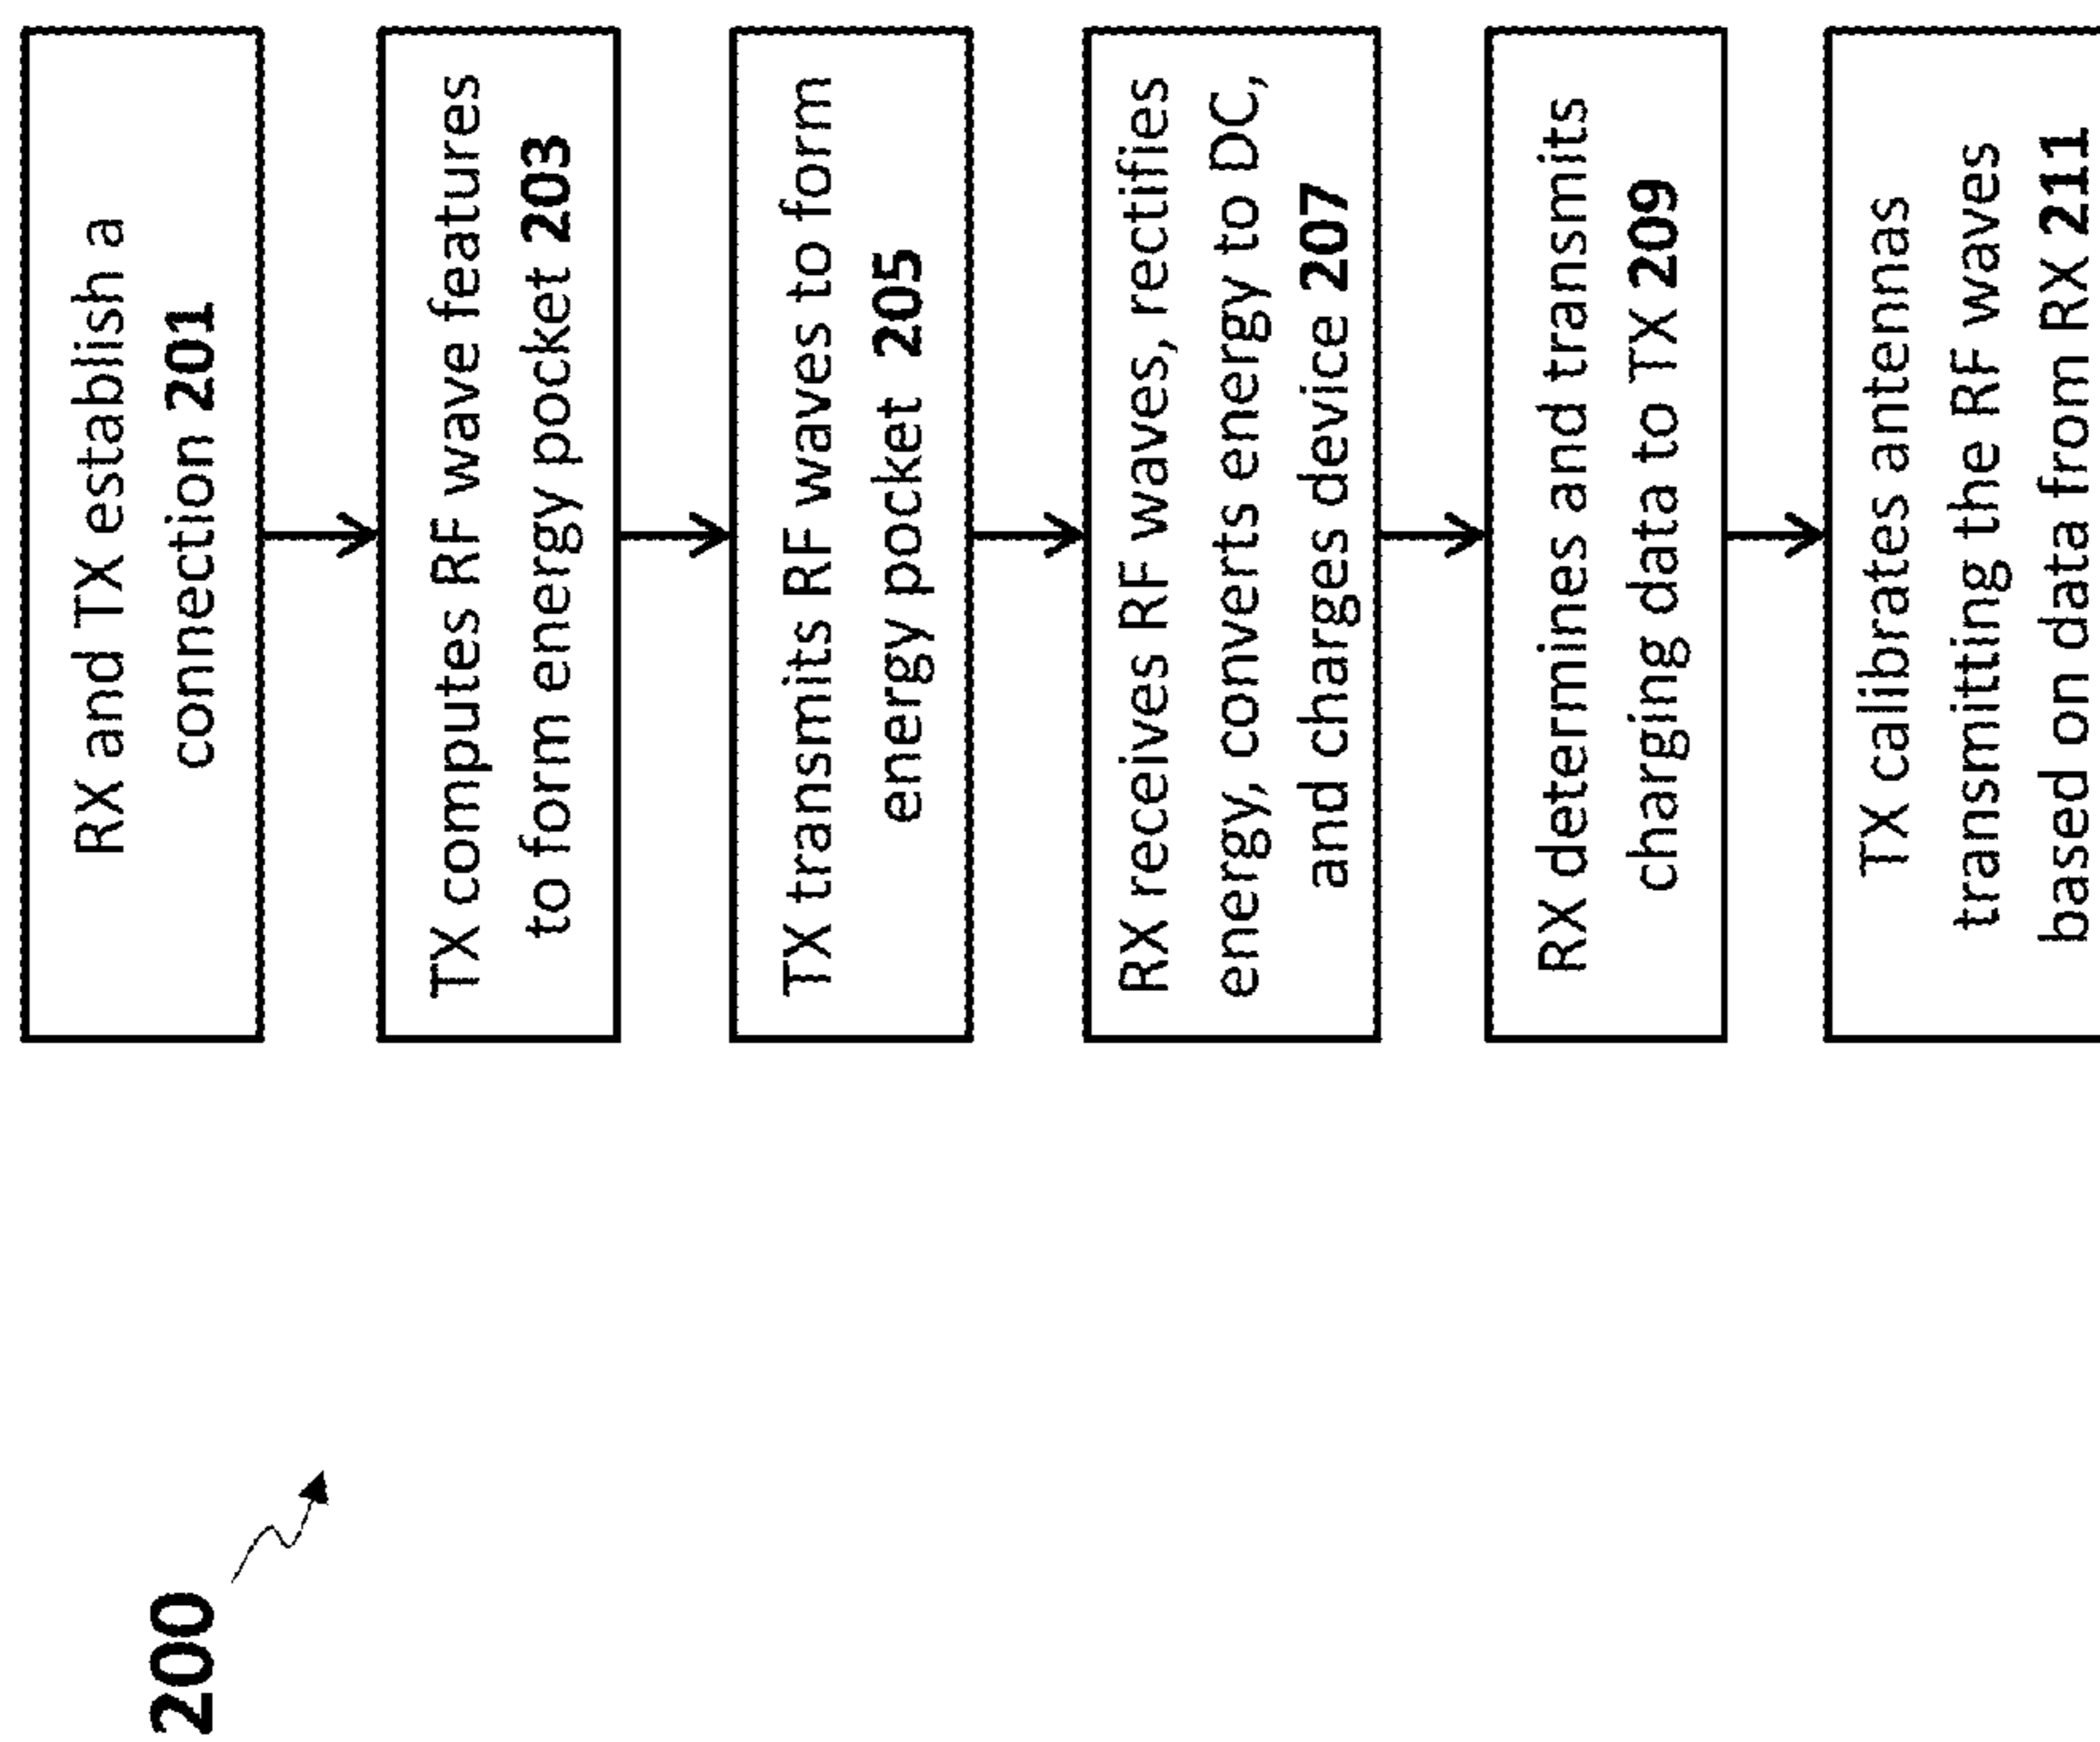 200
RX and TX establish a
connection 201
TX computes RF wave features
to form energy pocket 203
TX transmits RF waves to form
energy pocket 205
RX receives RF waves, rectifies
energy, converts energy to DC,
and charges device 207
RX determines and transmits
charging data to TX 209
TX calibrates antennas
transmitting the RF waves
based on data from RX 211